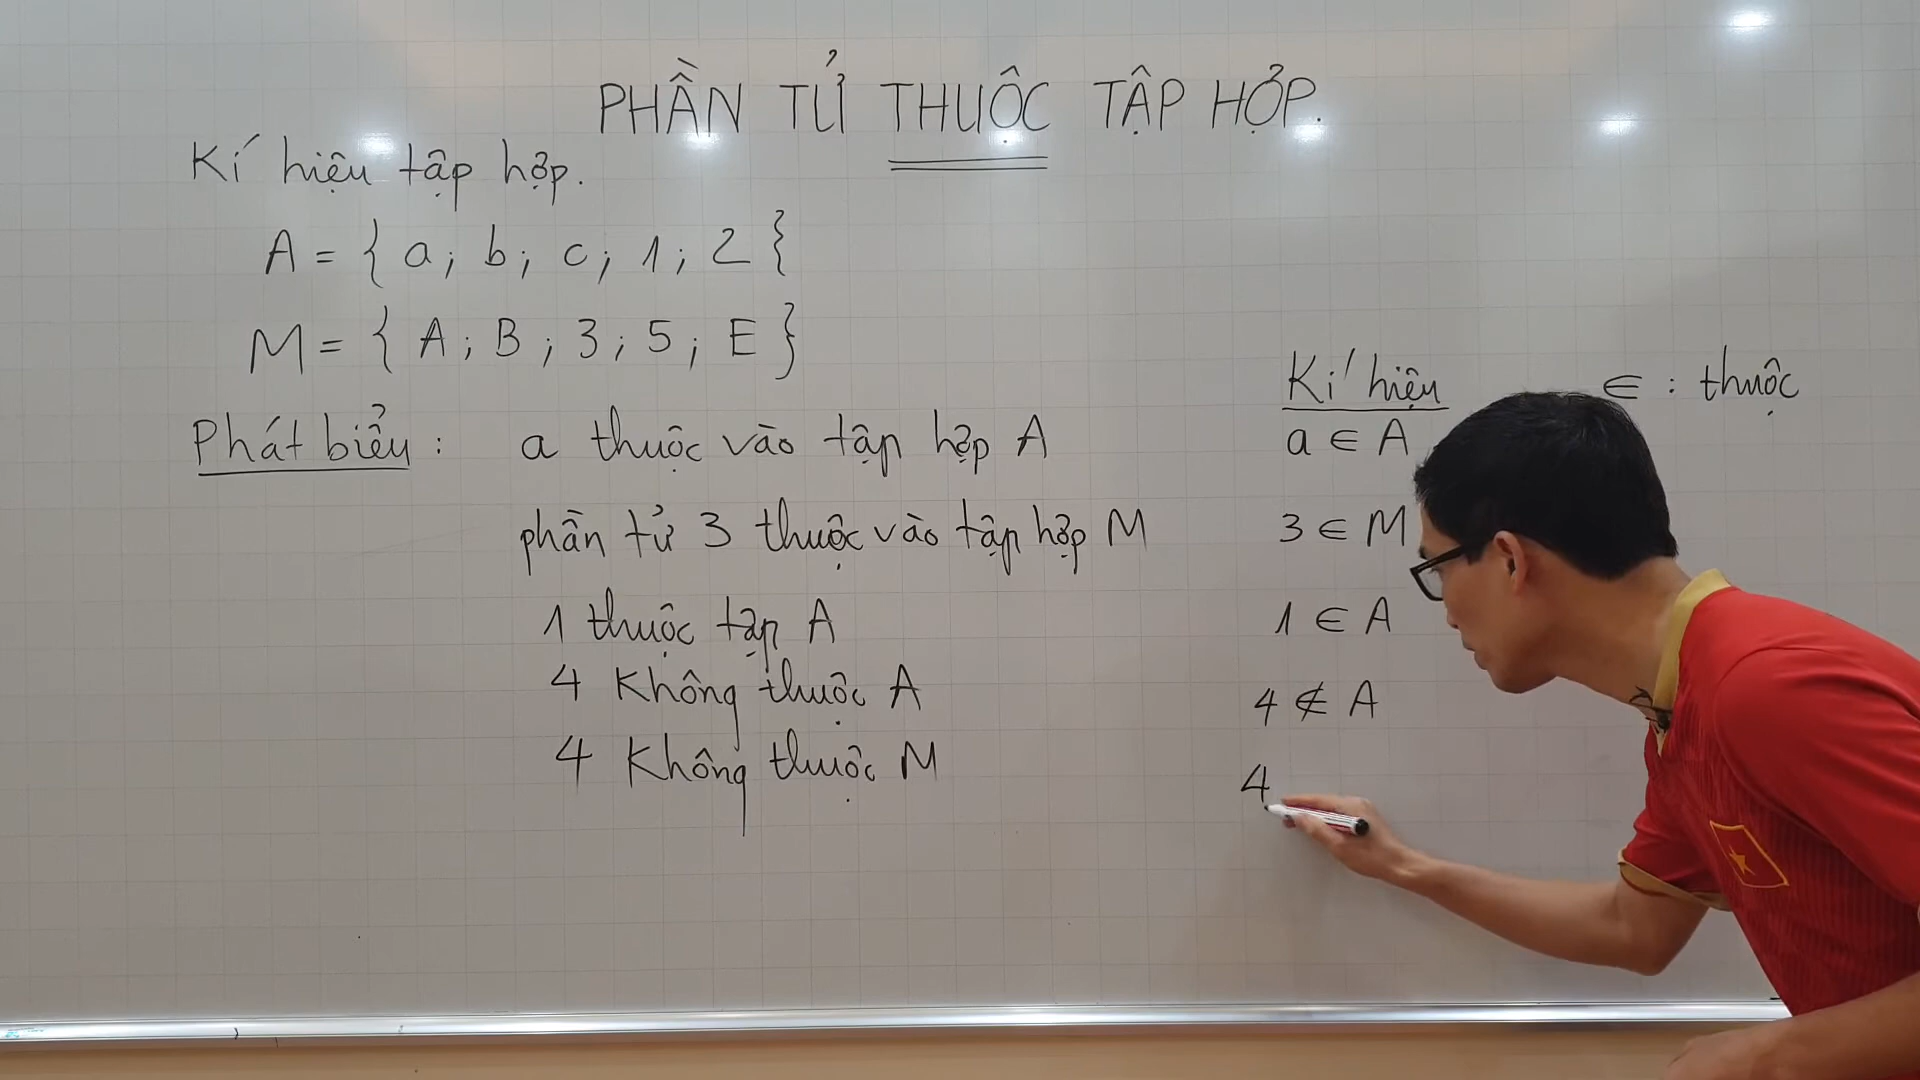 PHẦN TỬ THUỘC TẬP HỢP.
Kí hiệu tập hợp.
A = { a; b; c; 1; 2 }
M = { A; B; 3; 5; E }
Phát biểu: a thuộc vào tập hợp A
phần tử 3 thuộc vào tập hợp M
1 thuộc tập A
4 Không thuộc A
4 Không thuộc M
Kí hiệu ∈ : thuộc
a ∈ A
3 ∈ M
1 ∈ A
4 ∉ A
4